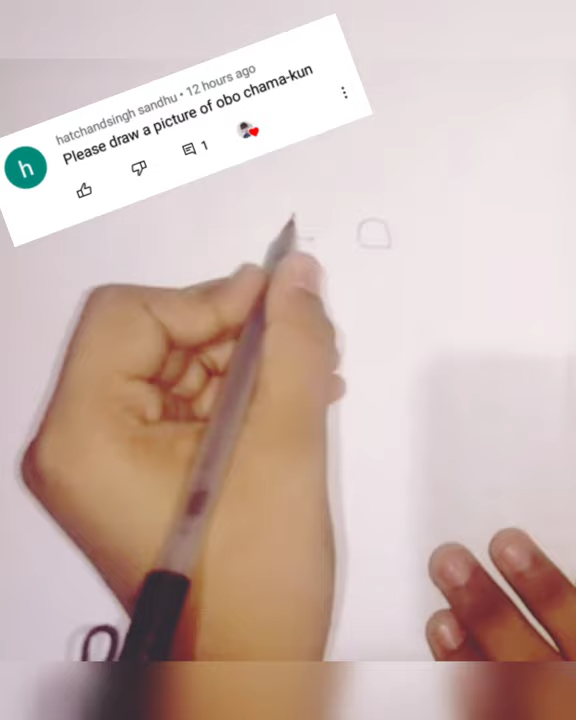 hatchandsingh sandhu • 12 hours ago
Please draw a picture of obo chama-kun
h
1